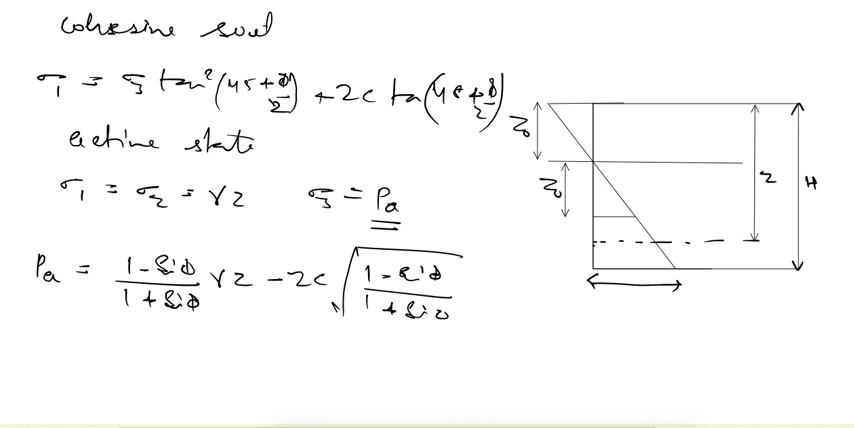 cohesive soil
σ₁ = σ₃ tan²(45+ϕ/2) + 2c tan(45+ϕ/2)
active state
σ₁ = σz = γz σ₃ = Pa
Pa = (1 - Sinϕ)/(1 + Sinϕ) γz - 2c √((1 - Sinϕ)/(1 + Sinϕ))
Z₀
Z₀
z
H